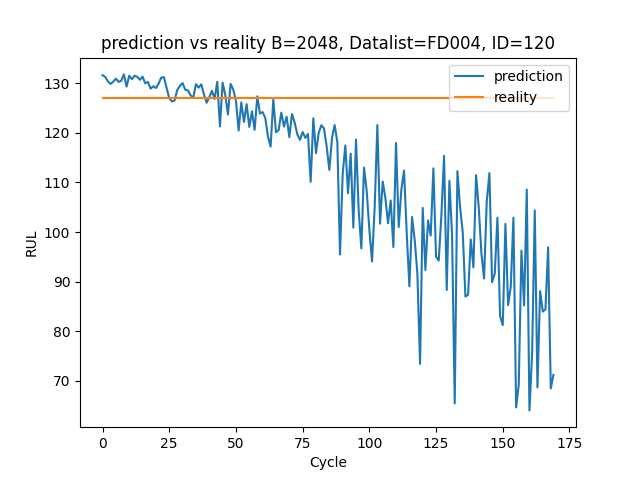 prediction vs reality B=2048, Datalist=FD004, ID=120
prediction
reality
130
120
110
100
90
80
70
RUL
0 25 50 75 100 125 150 175
Cycle